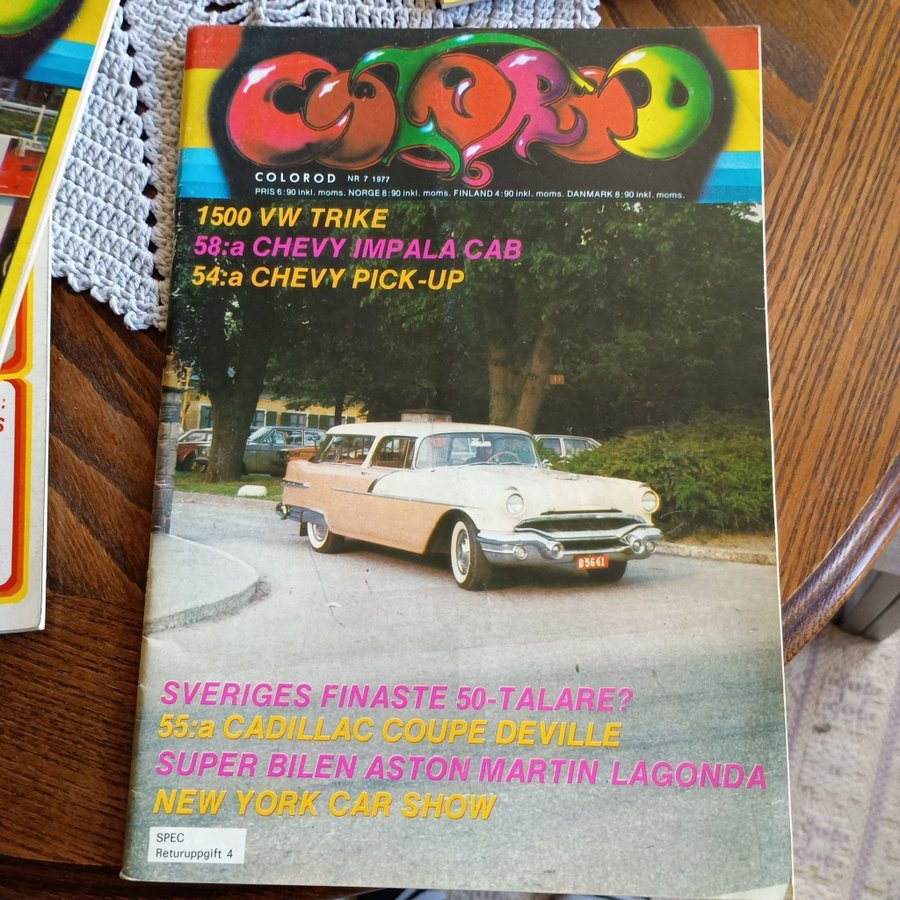 COLOROD
COLOROD NR 7 1977
PRIS 6:90 inkl. moms. NORGE 8:90 inkl. moms. FINLAND 4:90 inkl. moms. DANMARK 8:90 inkl. moms.
1500 VW TRIKE
58:a CHEVY IMPALA CAB
54:a CHEVY PICK-UP
D5641
SVERIGES FINASTE 50-TALARE?
55:a CADILLAC COUPE DEVILLE
SUPER BILEN ASTON MARTIN LAGONDA
NEW YORK CAR SHOW
SPEC
Returuppgift 4